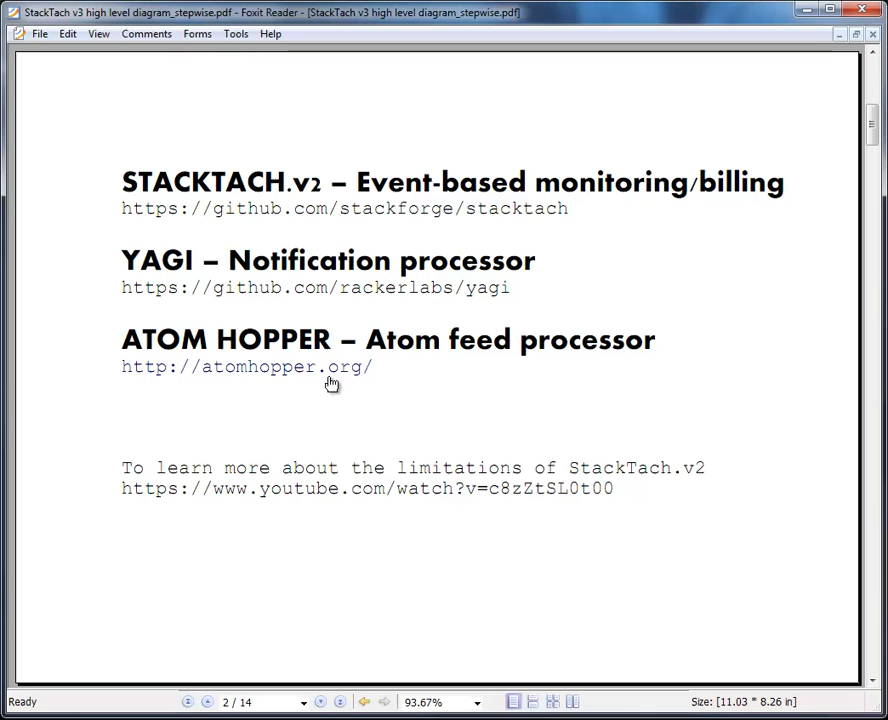 StackTach v3 high level diagram_stepwise.pdf - Foxit Reader - [StackTach v3 high level diagram_stepwise.pdf]
File Edit View Comments Forms Tools Help
STACKTACH.v2 – Event-based monitoring/billing
https://github.com/stackforge/stacktach
YAGI – Notification processor
https://github.com/rackerlabs/yagi
ATOM HOPPER – Atom feed processor
http://atomhopper.org/
To learn more about the limitations of StackTach.v2
https://www.youtube.com/watch?v=c8zZtSL0t00
Ready 2 / 14 93.67% Size: [11.03 * 8.26 in]